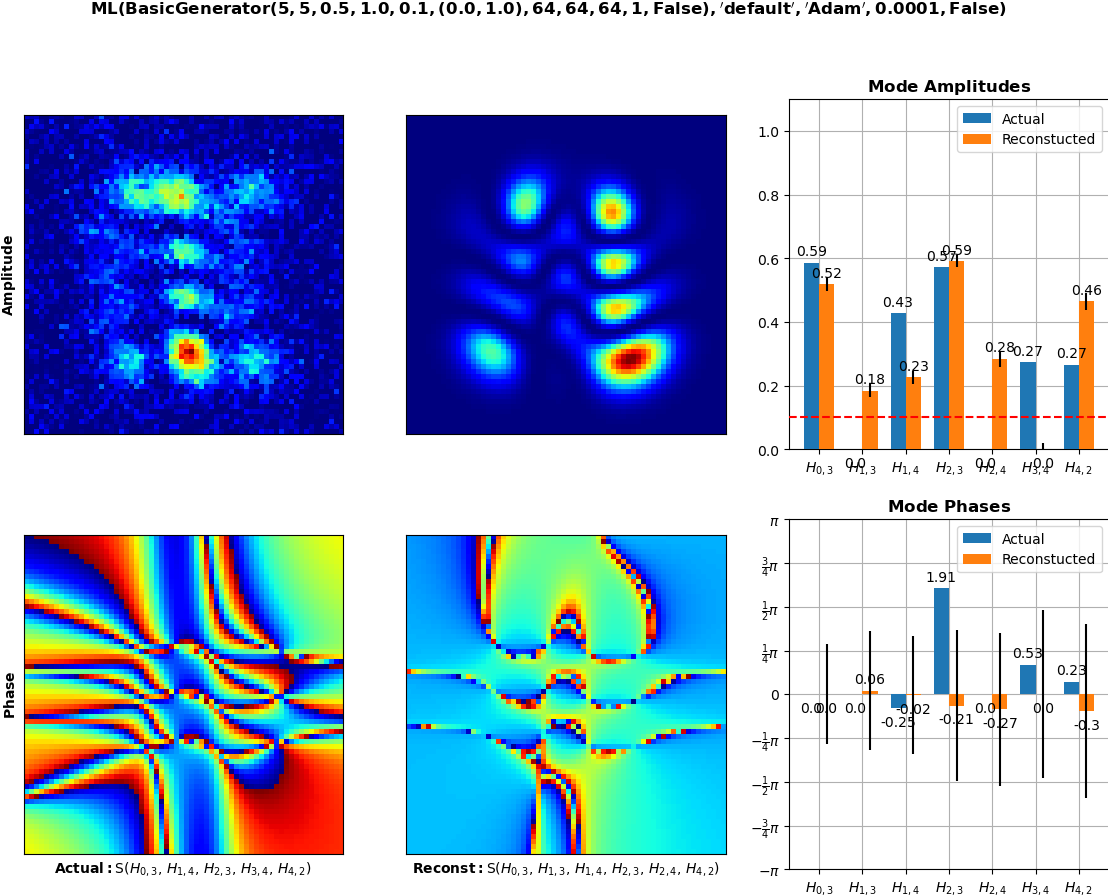 ML(BasicGenerator(5, 5, 0.5, 1.0, 0.1, (0.0, 1.0), 64, 64, 64, 1, False), 'default', 'Adam', 0.0001, False)
Amplitude
Mode Amplitudes
Actual
Reconstucted
1.0
0.8
0.6
0.4
0.2
0.0
0.59
0.52
0.0
0.18
0.43
0.23
0.57
0.59
0.0
0.28
0.27
0.0
0.27
0.46
H0,3 H1,3 H1,4 H2,3 H2,4 H3,4 H4,2
Phase
Mode Phases
Actual
Reconstucted
π
3/4π
1/2π
1/4π
0
−1/4π
−1/2π
−3/4π
−π
0.0
0.0
0.0
0.06
-0.25
-0.02
1.91
-0.21
0.0
-0.27
0.53
0.0
0.23
-0.3
H0,3 H1,3 H1,4 H2,3 H2,4 H3,4 H4,2
Actual: S(H0,3, H1,4, H2,3, H3,4, H4,2)
Reconst: S(H0,3, H1,3, H1,4, H2,3, H2,4, H4,2)